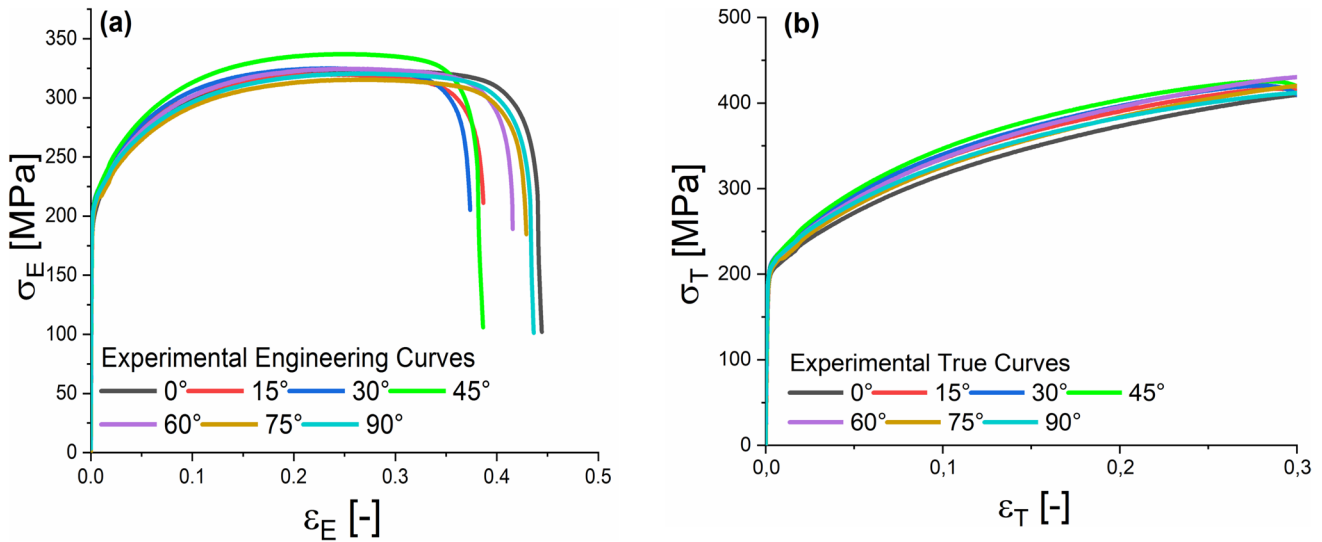 (a)
350
300
250
200
150
100
50
0
σE [MPa]
Experimental Engineering Curves
0° 15° 30° 45°
60° 75° 90°
0.0 0.1 0.2 0.3 0.4 0.5
εE [-]
(b)
500
400
300
200
100
0
σT [MPa]
Experimental True Curves
0° 15° 30° 45°
60° 75° 90°
0,0 0,1 0,2 0,3
εT [-]